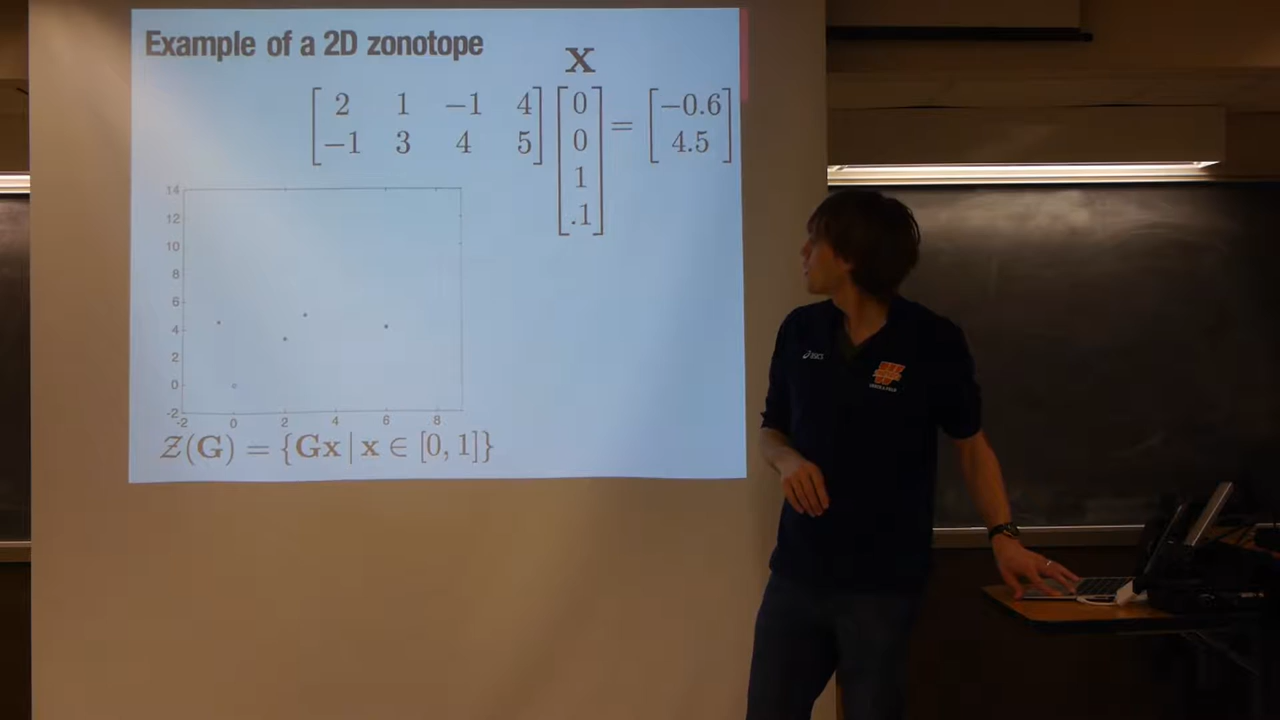 Example of a 2D zonotope
x
2 1 −1 4 0 −0.6
−1 3 4 5 0 = 4.5
1
.1
14
12
10
8
6
4
2
0
-2
-2 0 2 4 6 8
Z(G) = {Gx | x ∈ [0, 1]}
asics